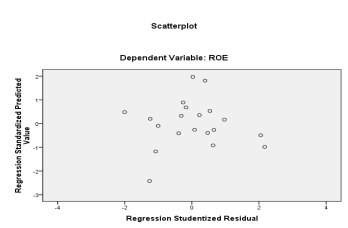 Scatterplot
Dependent Variable: ROE
Regression Standardized Predicted
Value
2
1
0
-1
-2
-3
-4
-2
0
2
4
Regression Studentized Residual